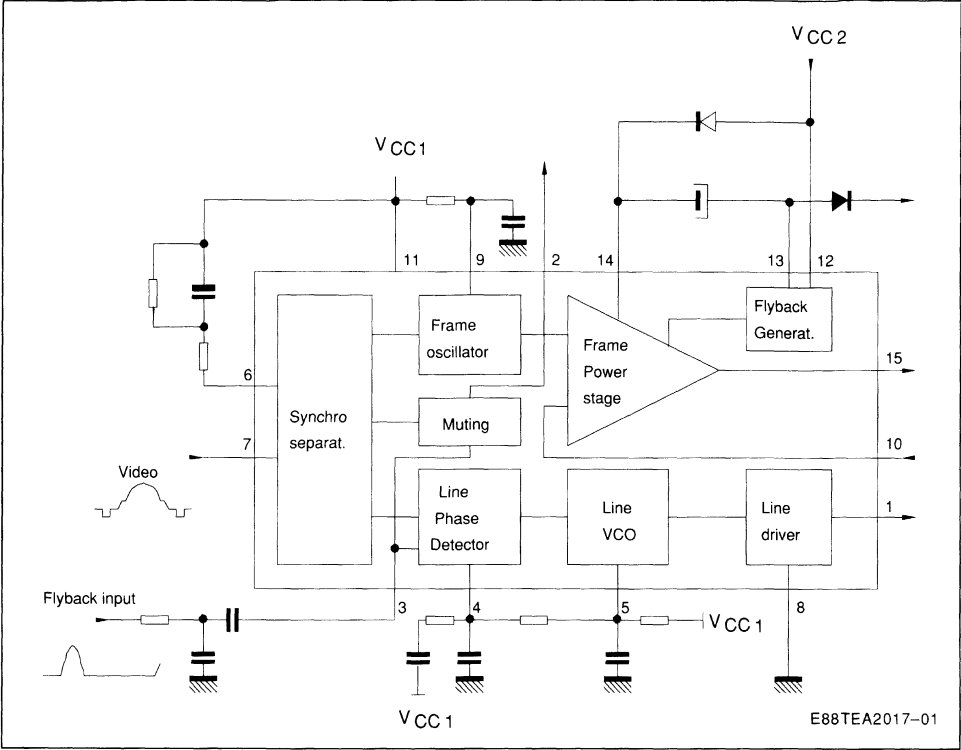 V CC 2
V CC1
11
9
2
14
13
12
Flyback
Generat.
Frame
oscillator
Frame
Power
stage
15
6
Synchro
separat.
Muting
7
10
Video
Line
Phase
Detector
Line
VCO
Line
driver
1
Flyback input
3
4
5
8
V CC 1
V CC 1
E88TEA2017-01